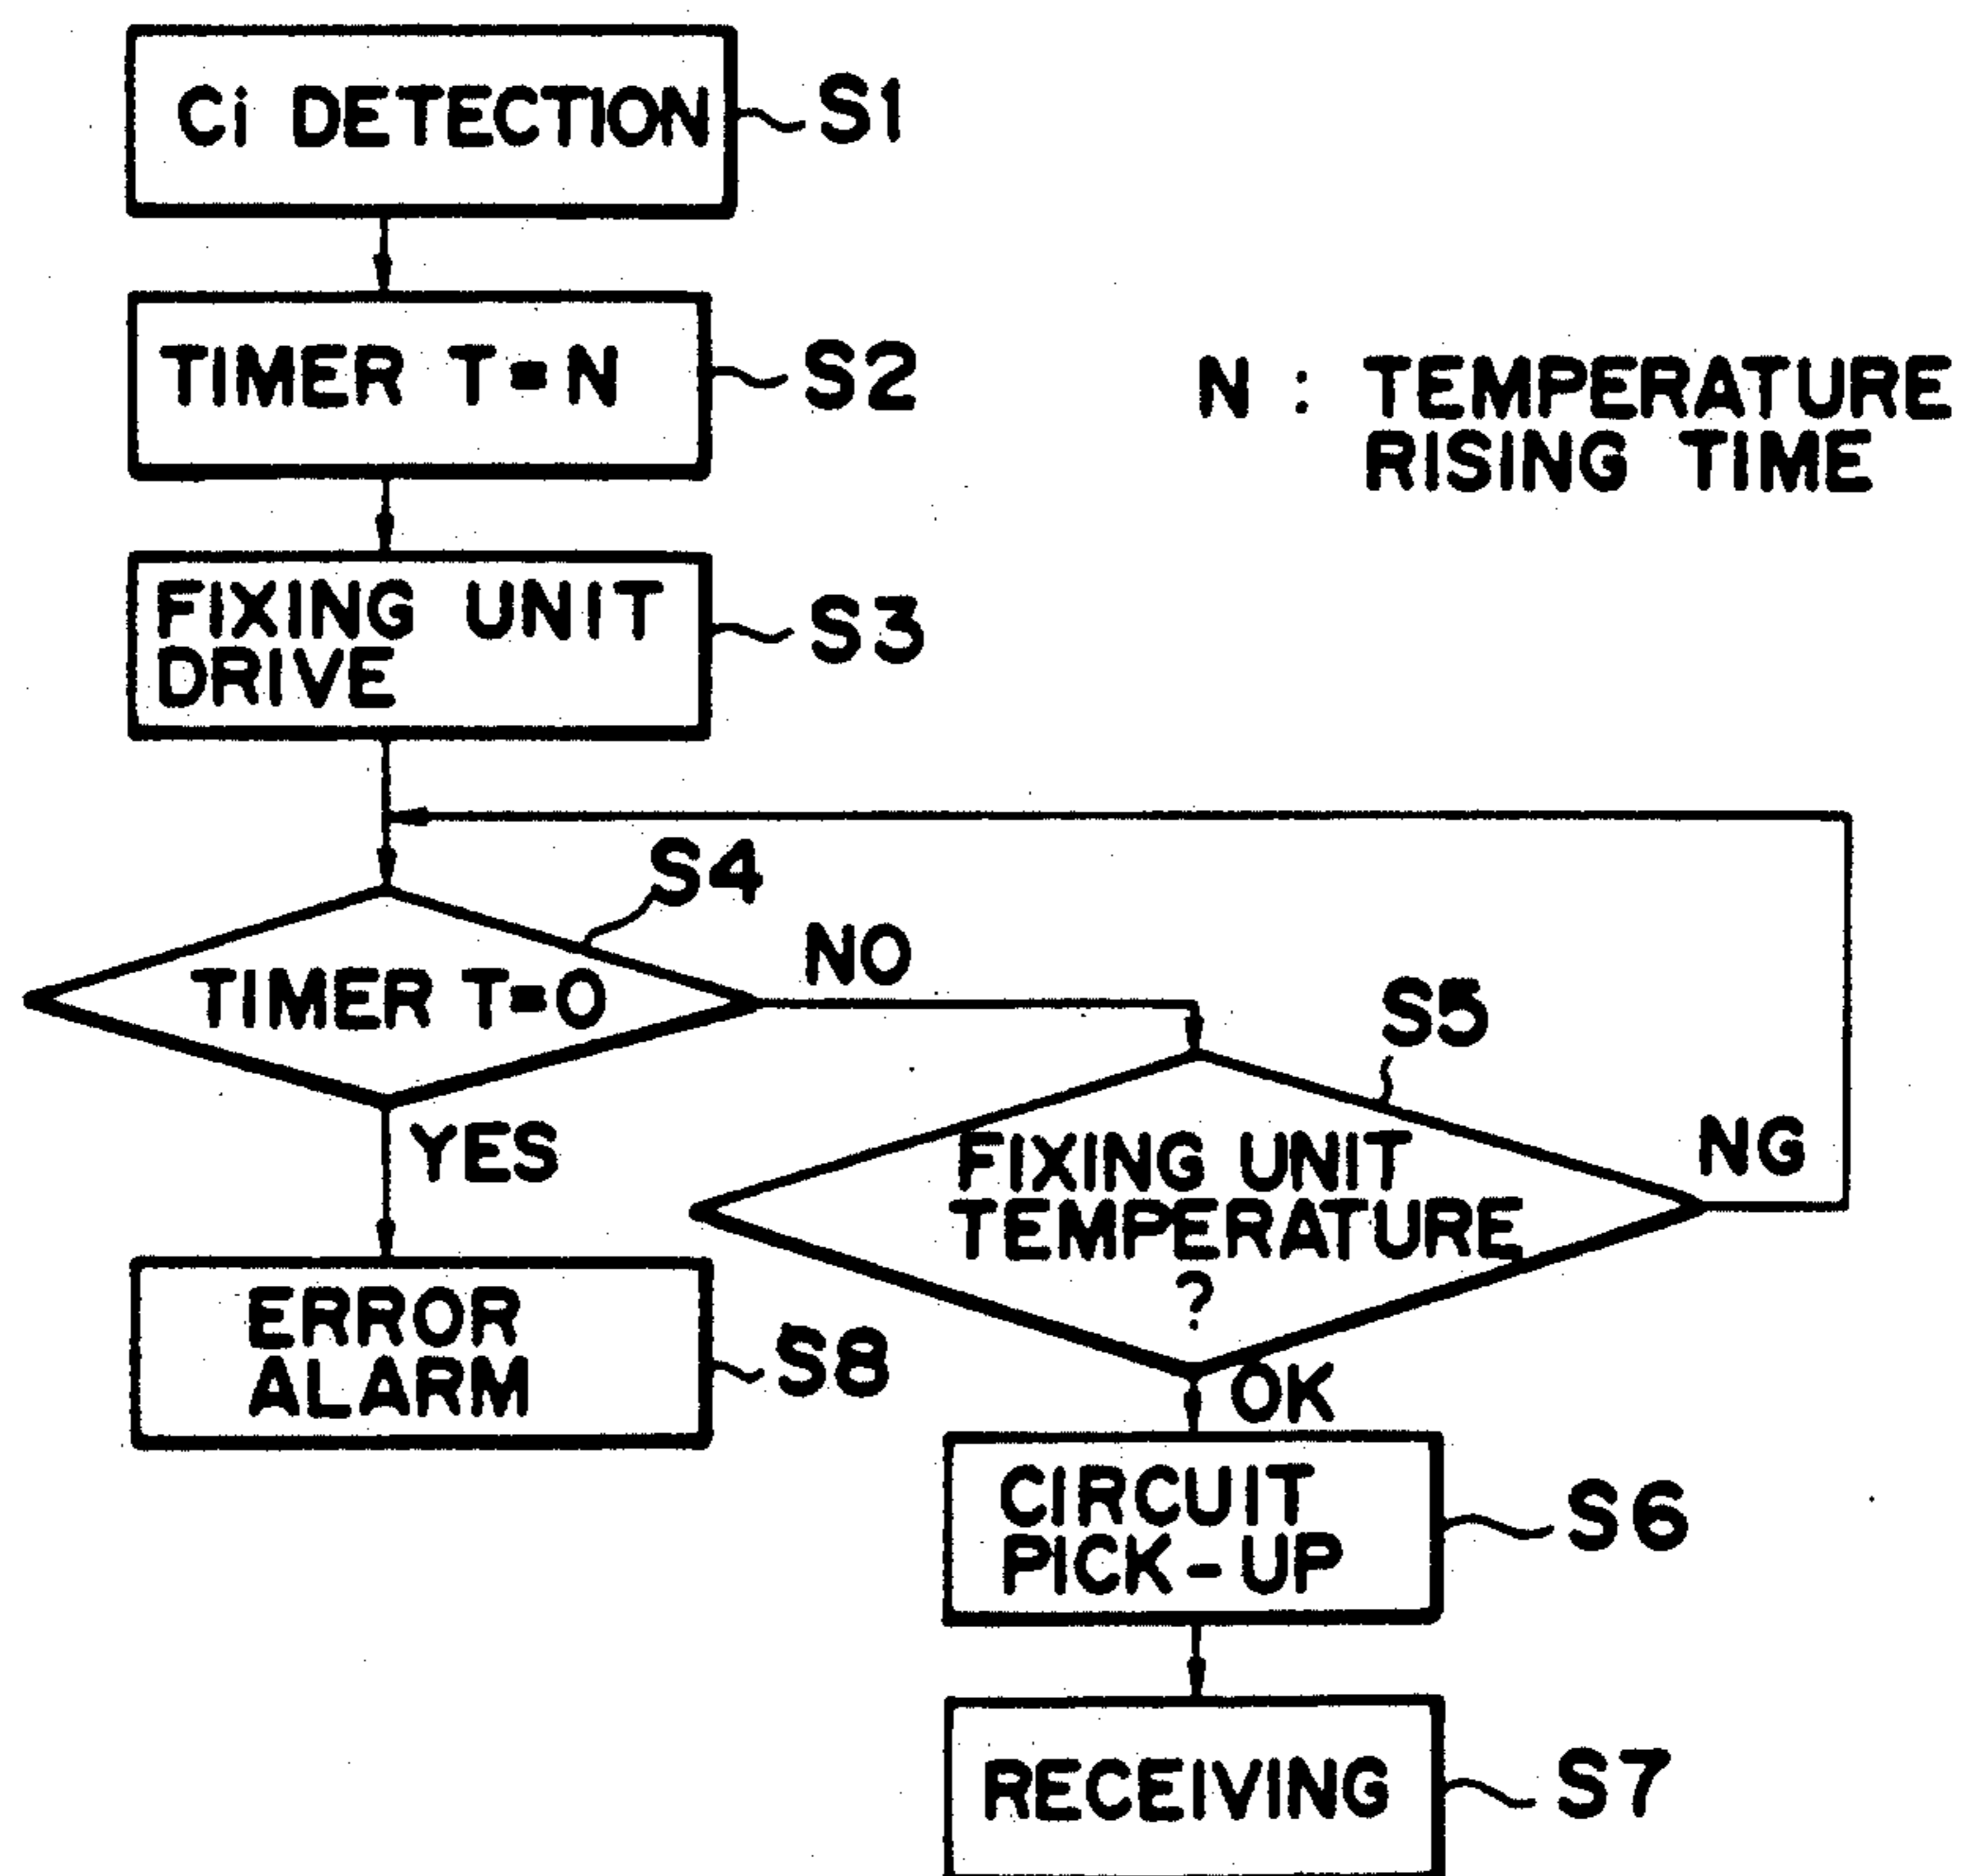 Ci DETECTION
S1
TIMER T=N
S2
N : TEMPERATURE
RISING TIME
FIXING UNIT
DRIVE
S3
S4
TIMER T=0
NO
YES
S5
FIXING UNIT
TEMPERATURE
?
NG
OK
ERROR
ALARM
S8
CIRCUIT
PICK-UP
S6
RECEIVING
S7